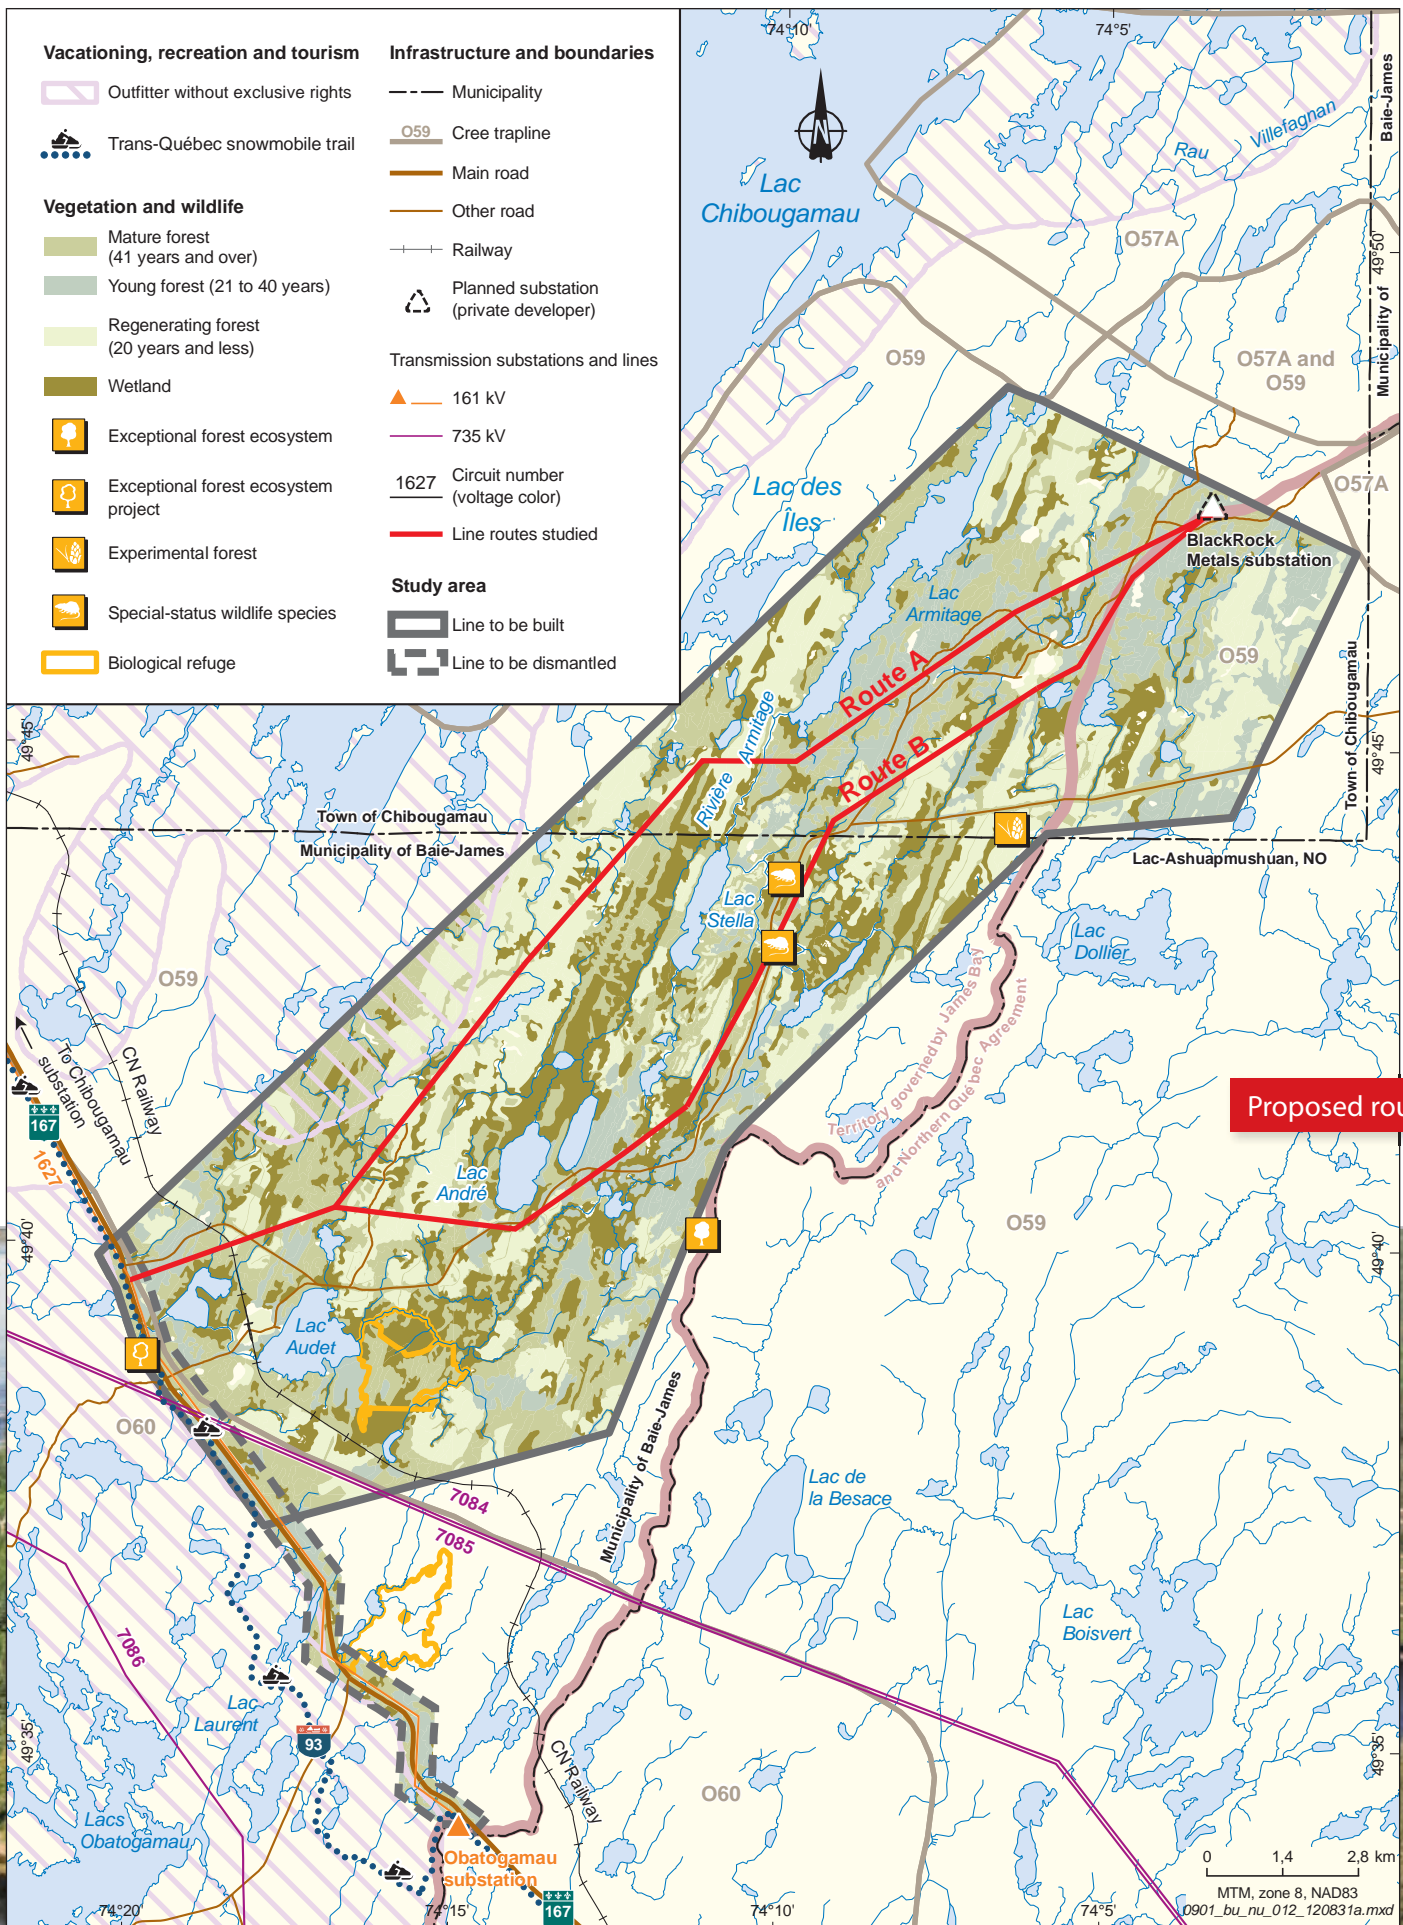 Vacationing, recreation and tourism
Outfitter without exclusive rights
Trans-Québec snowmobile trail
Vegetation and wildlife
Mature forest
(41 years and over)
Young forest (21 to 40 years)
Regenerating forest
(20 years and less)
Wetland
Exceptional forest ecosystem
Exceptional forest ecosystem
project
Experimental forest
Special-status wildlife species
Biological refuge
Infrastructure and boundaries
Municipality
O59
Cree trapline
Main road
Other road
Railway
Planned substation
(private developer)
Transmission substations and lines
161 kV
735 kV
1627
Circuit number
(voltage color)
Line routes studied
Study area
Line to be built
Line to be dismantled
74°10'
74°5'
N
Baie-James
Municipality of
Rau
Villefagnan
Lac
Chibougamau
O57A
49°50'
O59
O57A and
O59
O57A
Lac des
Îles
BlackRock
Metals substation
Lac
Armitage
O59
Route A
Route B
Rivière
Armitage
Town of Chibougamau
49°45'
49°45'
Town of Chibougamau
Municipality of Baie-James
Lac-Ashuapmushuan, NO
Lac
Stella
Lac
Dollier
O59
Territory governed by James Bay
and Northern Québec Agreement
Proposed rou
To Chibougamau
substation
CN Railway
167
1627
Lac
André
O59
49°40'
49°40'
Lac
Audet
O60
Municipality of Baie-James
7084
7085
Lac de
la Besace
Lac
Boisvert
7086
Lac
Laurent
93
49°35'
49°35'
CN Railway
O60
Lacs
Obatogamau
Obatogamau
substation
167
0
1,4
2,8 km
MTM, zone 8, NAD83
0901_bu_nu_012_120831a.mxd
74°20'
74°15'
74°10'
74°5'